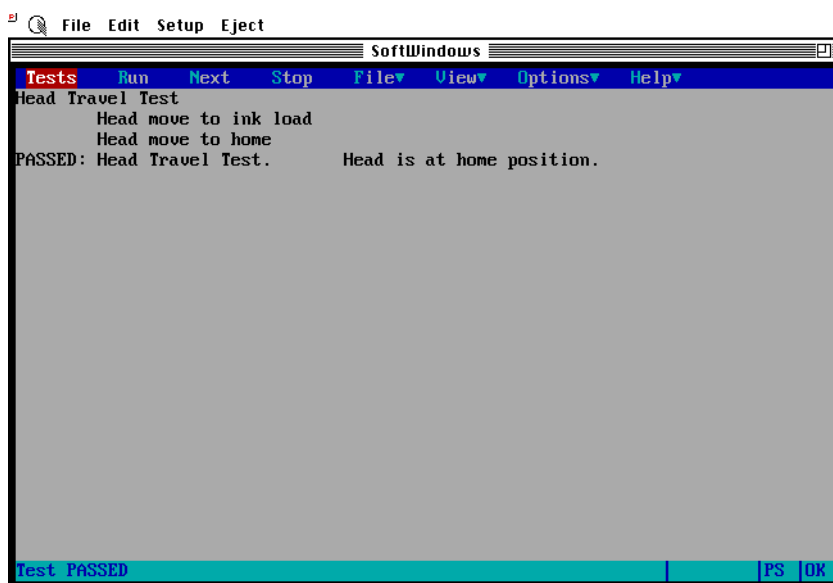 File Edit Setup Eject
SoftWindows
Tests Run Next Stop File▼ View▼ Options▼ Help▼
Head Travel Test
Head move to ink load
Head move to home
PASSED: Head Travel Test. Head is at home position.
Test PASSED PS OK